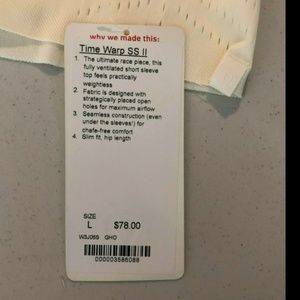 why we made this:
Time Warp SS II
1. The ultimate race piece, this
fully ventilated short sleeve
top feels practically
weightless
2. Fabric is designed with
strategically placed open
holes for maximum airflow
3. Seamless construction (even
under the sleeves!) for
chafe-free comfort
4. Slim fit, hip length
SIZE
L $78.00
W3J06S GHO
000003586086